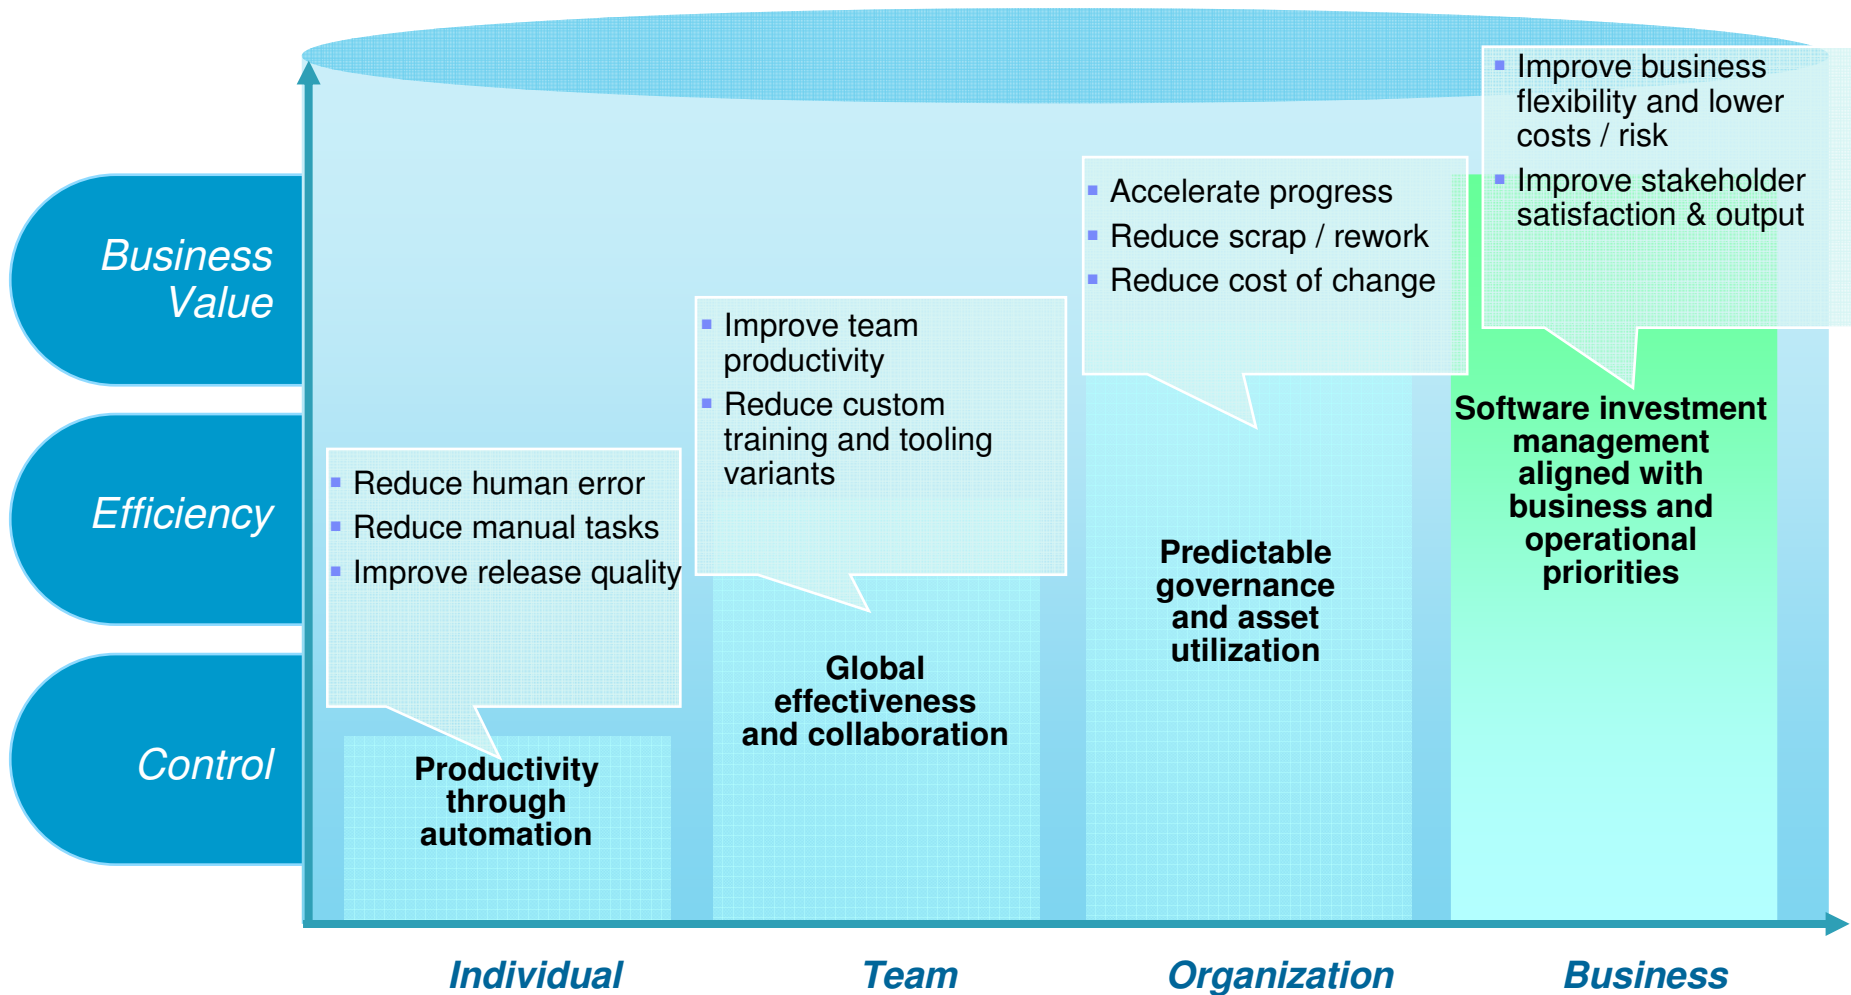 Improve business
flexibility and lower
costs / risk
Improve stakeholder
satisfaction & output
Accelerate progress
Reduce scrap / rework
Reduce cost of change
Business
Value
Improve team
productivity
Reduce custom
training and tooling
variants
Software investment
management
aligned with
business and
operational
priorities
Reduce human error
Reduce manual tasks
Improve release quality
Efficiency
Predictable
governance
and asset
utilization
Global
effectiveness
and collaboration
Control
Productivity
through
automation
Individual
Team
Organization
Business